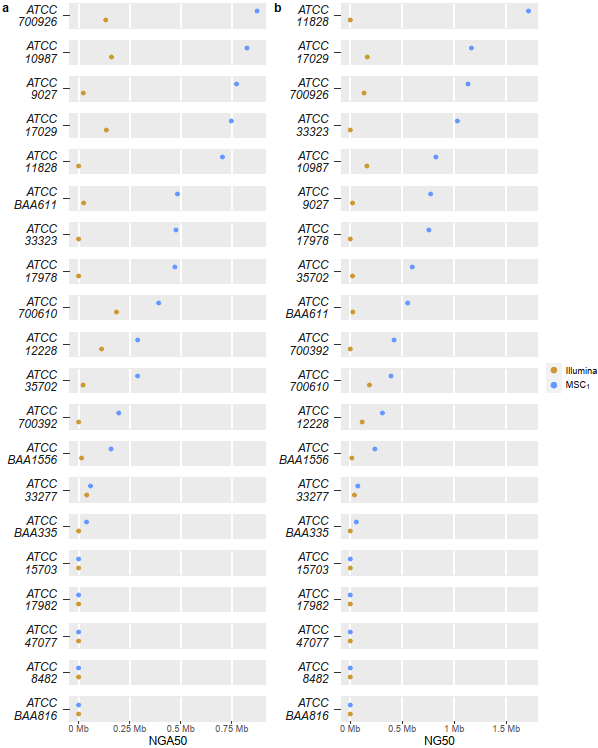 a
ATCC
700926
ATCC
10987
ATCC
9027
ATCC
17029
ATCC
11828
ATCC
BAA611
ATCC
33323
ATCC
17978
ATCC
700610
ATCC
12228
ATCC
35702
ATCC
700392
ATCC
BAA1556
ATCC
33277
ATCC
BAA335
ATCC
15703
ATCC
17982
ATCC
47077
ATCC
8482
ATCC
BAA816
0 Mb 0.25 Mb 0.5 Mb 0.75 Mb
NGA50
b
ATCC
11828
ATCC
17029
ATCC
700926
ATCC
33323
ATCC
10987
ATCC
9027
ATCC
17978
ATCC
35702
ATCC
BAA611
ATCC
700392
ATCC
700610
ATCC
12228
ATCC
BAA1556
ATCC
33277
ATCC
BAA335
ATCC
15703
ATCC
17982
ATCC
47077
ATCC
8482
ATCC
BAA816
0 Mb 0.5 Mb 1 Mb 1.5 Mb
NG50
Illumina
MSC₁